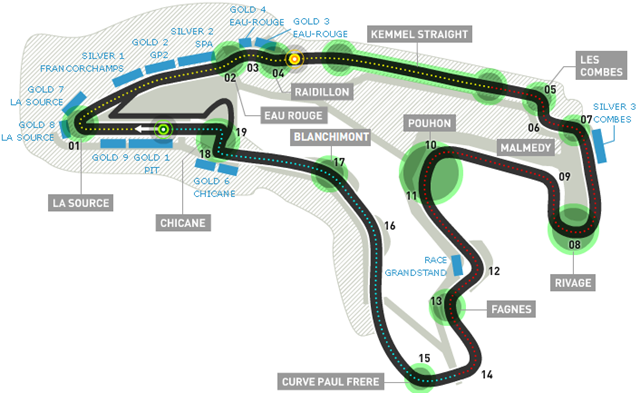 GOLD 4
EAU-ROUGE
GOLD 3
EAU-ROUGE
SILVER 2
SPA
GOLD 2
GP2
SILVER 1
FRANCORCHAMPS
KEMMEL STRAIGHT
LES
COMBES
02
03
04
RAIDILLON
05
GOLD 7
LA SOURCE
EAU ROUGE
POUHON
06
07
SILVER 3
COMBES
GOLD 8
LA SOURCE
01
19
BLANCHIMONT
10
MALMEDY
GOLD 9
GOLD 1
PIT
18
17
GOLD 6
CHICANE
11
09
LA SOURCE
CHICANE
16
08
RACE
GRANDSTAND
12
RIVAGE
13
FAGNES
15
14
CURVE PAUL FRERE